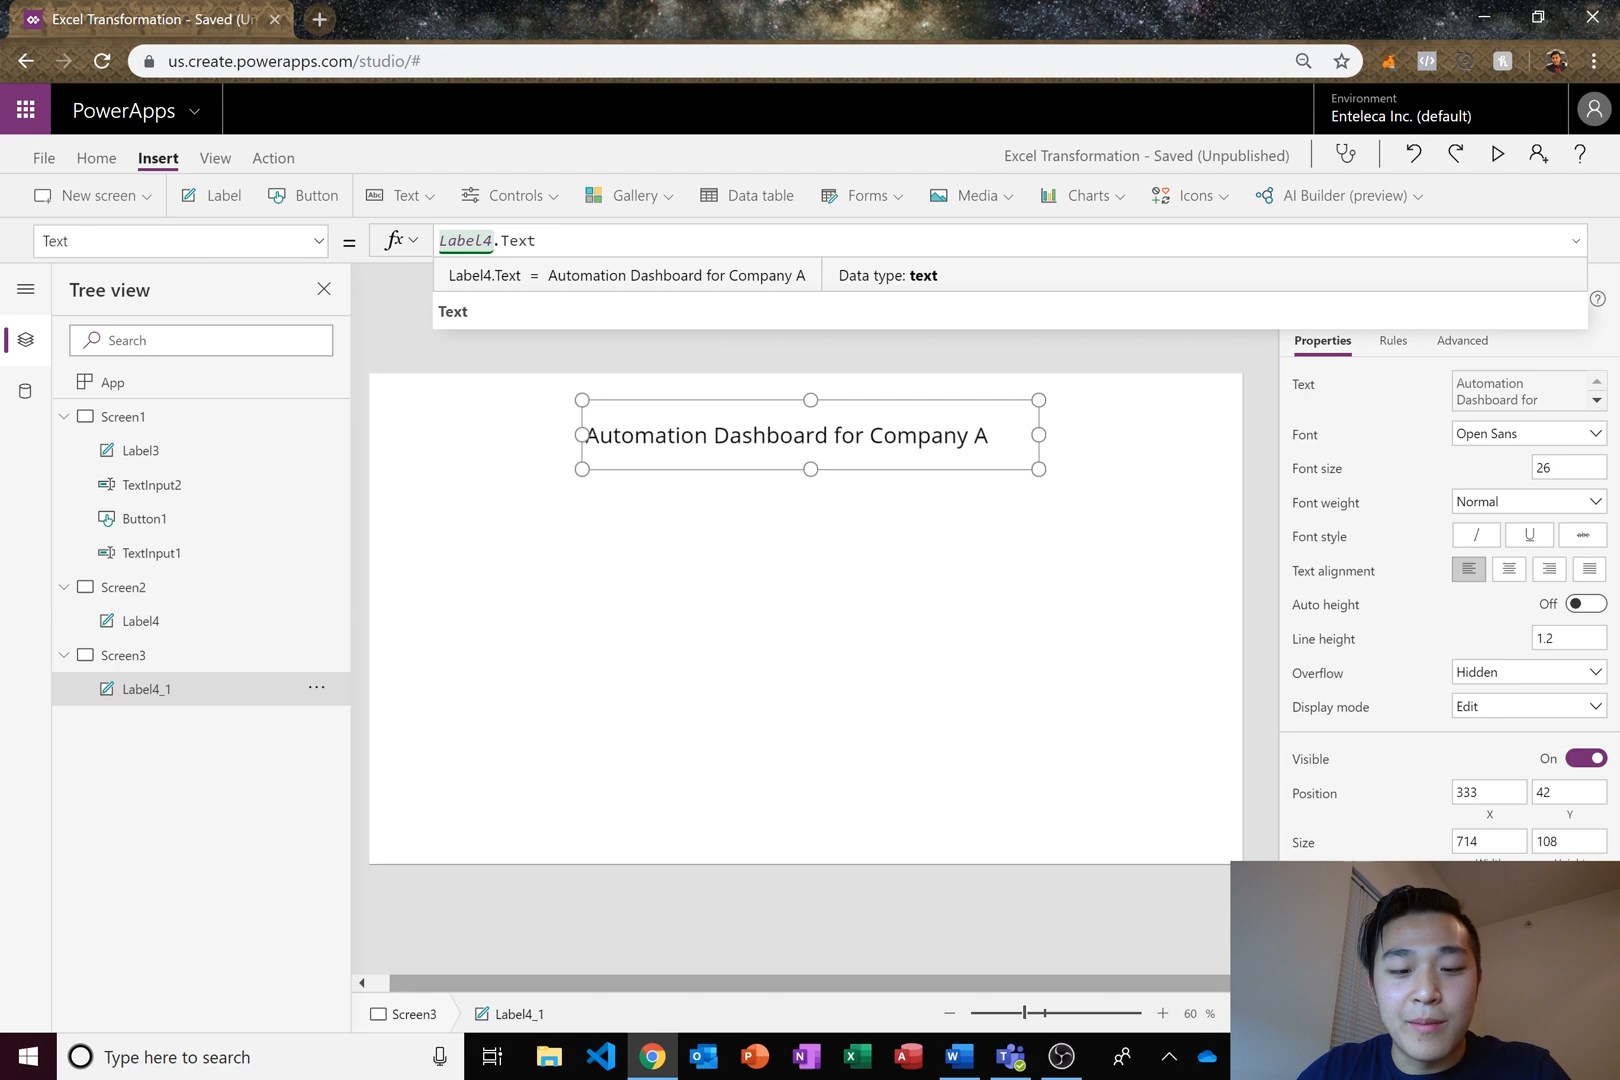 Excel Transformation - Saved (U
us.create.powerapps.com/studio/#
PowerApps
Environment
Enteleca Inc. (default)
File Home Insert View Action
Excel Transformation - Saved (Unpublished)
New screen Label Button Text Controls Gallery Data table Forms Media Charts Icons AI Builder (preview)
Text = fx Label4.Text
Label4.Text = Automation Dashboard for Company A Data type: text
Text
Tree view
Search
App
Screen1
Label3
TextInput2
Button1
TextInput1
Screen2
Label4
Screen3
Label4_1 ...
Automation Dashboard for Company A
Properties Rules Advanced
Text Automation
Dashboard for
Font Open Sans
Font size 26
Font weight Normal
Font style / U abc
Text alignment
Auto height Off
Line height 1.2
Overflow Hidden
Display mode Edit
Visible On
Position 333 42
X Y
Size 714 108
Screen3 Label4_1
60 %
Type here to search